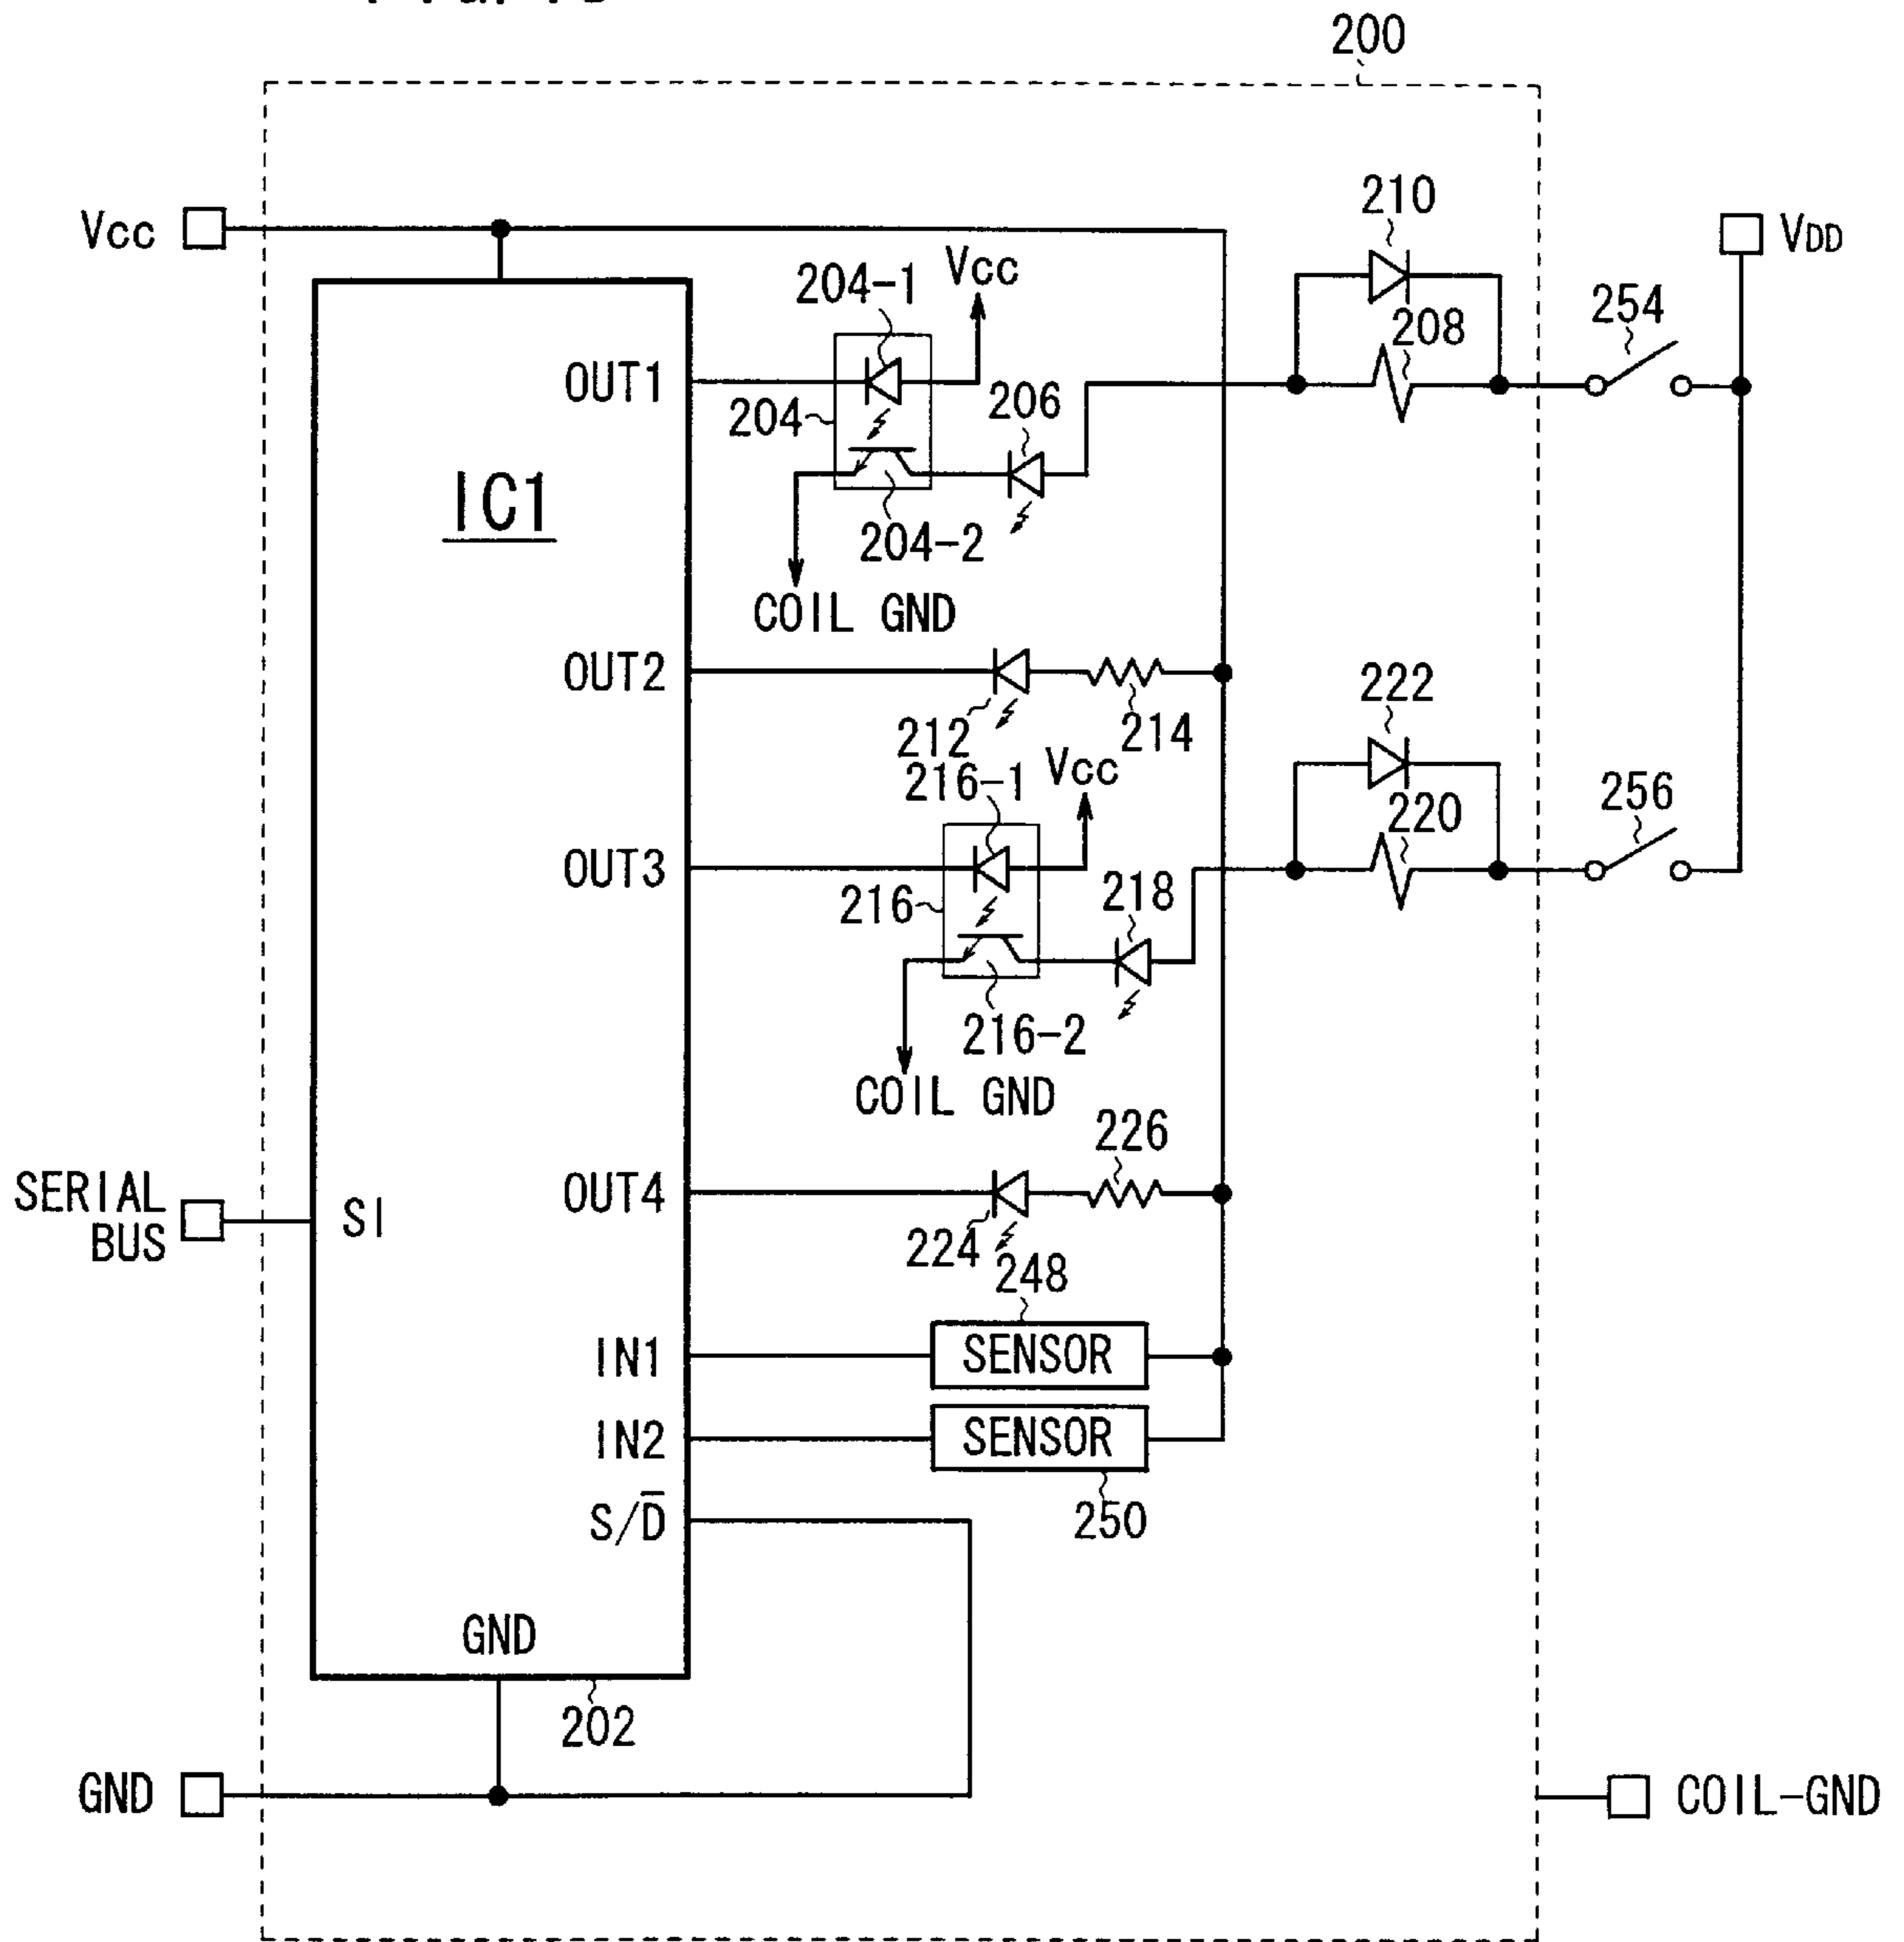 200
210
Vcc
VDD
204-1
Vcc
254
208
OUT1
204
206
IC1
204-2
COIL GND
OUT2
212
214
222
216-1
Vcc
256
220
OUT3
216
218
216-2
COIL GND
226
SERIAL
BUS
SI
OUT4
224
248
IN1
SENSOR
IN2
SENSOR
S/D̅
250
GND
202
GND
COIL-GND